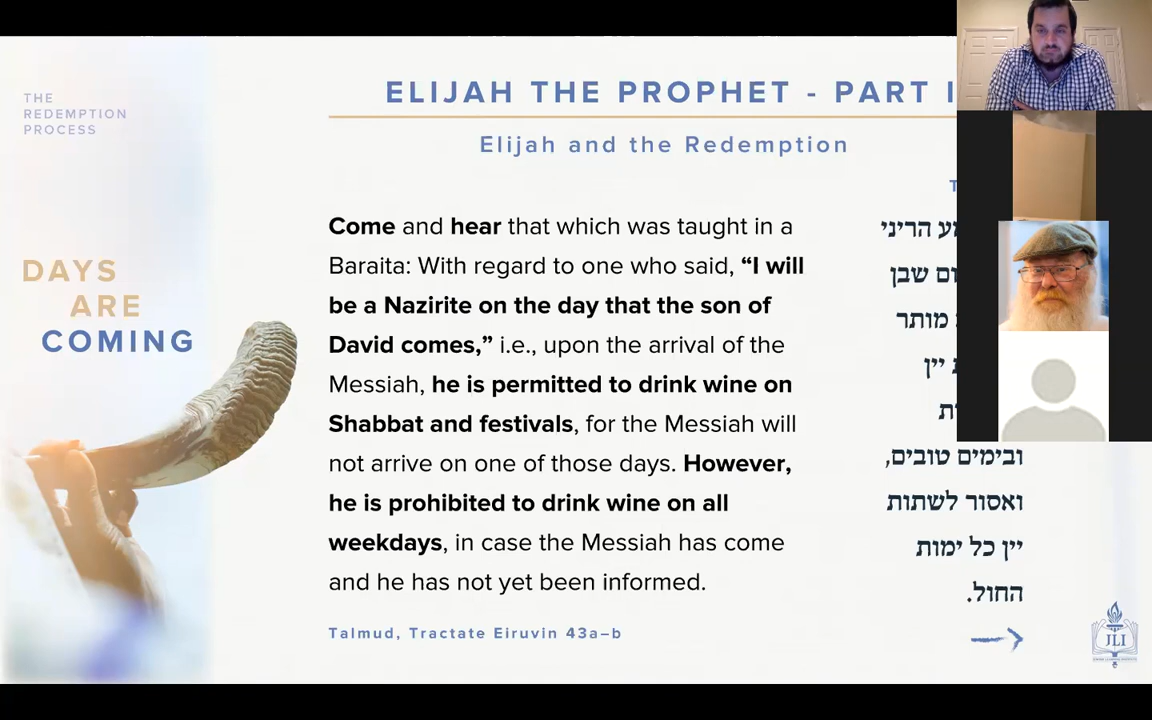 THE
REDEMPTION
PROCESS
DAYS
ARE
COMING
ELIJAH THE PROPHET - PART I
Elijah and the Redemption
Come and hear that which was taught in a
Baraita: With regard to one who said, “I will
be a Nazirite on the day that the son of
David comes,” i.e., upon the arrival of the
Messiah, he is permitted to drink wine on
Shabbat and festivals, for the Messiah will
not arrive on one of those days. However,
he is prohibited to drink wine on all
weekdays, in case the Messiah has come
and he has not yet been informed.
Talmud, Tractate Eiruvin 43a–b
הריני
שבן
מותר
יין
ובימים טובים,
ואסור לשתות
יין כל ימות
החול.
JLI